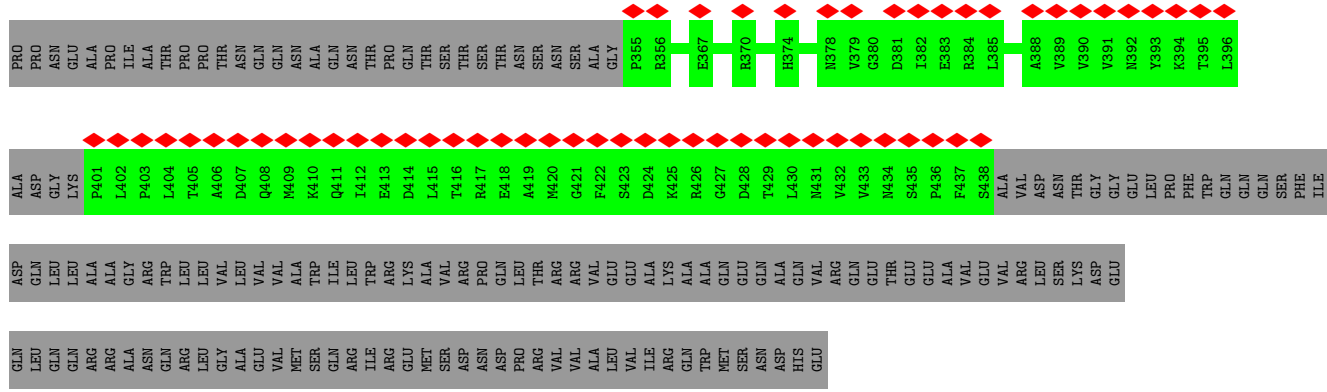 PRO PRO ASN GLU ALA PRO ILE ALA THR PRO PRO THR ASN GLN GLN ASN ALA GLN ASN THR PRO GLN THR SER THR SER THR ASN SER ASN SER ALA GLY P355 R356 E367 R370 H374 N378 V379 G380 D381 I382 E383 R384 L385 A388 V389 V390 V391 N392 Y393 K394 T395 L396
ALA ASP GLY LYS P401 L402 P403 L404 T405 A406 D407 Q408 M409 K410 Q411 I412 E413 D414 L415 T416 R417 E418 A419 M420 G421 F422 S423 D424 K425 R426 G427 D428 T429 L430 N431 V432 V433 N434 S435 P436 F437 S438 ALA VAL ASP ASN THR GLY GLY GLU LEU PRO PHE TRP GLN GLN GLN SER PHE ILE
ASP GLN LEU LEU ALA ALA GLY ARG TRP LEU LEU VAL LEU VAL VAL ALA TRP ILE LEU TRP ARG LYS ALA VAL ARG PRO GLN LEU THR ARG ARG VAL GLU GLU ALA LYS ALA ALA GLN GLU GLN ALA GLN VAL ARG GLN GLU THR GLU GLU ALA VAL GLU VAL ARG LEU SER LYS ASP GLU
GLN LEU GLN GLN ARG ARG ALA ASN GLN ARG LEU GLY ALA GLU VAL MET SER GLN ARG ILE ARG GLU MET SER ASP ASN ASP PRO ARG VAL VAL ALA LEU VAL ILE ARG GLN TRP MET SER ASN ASP HIS GLU